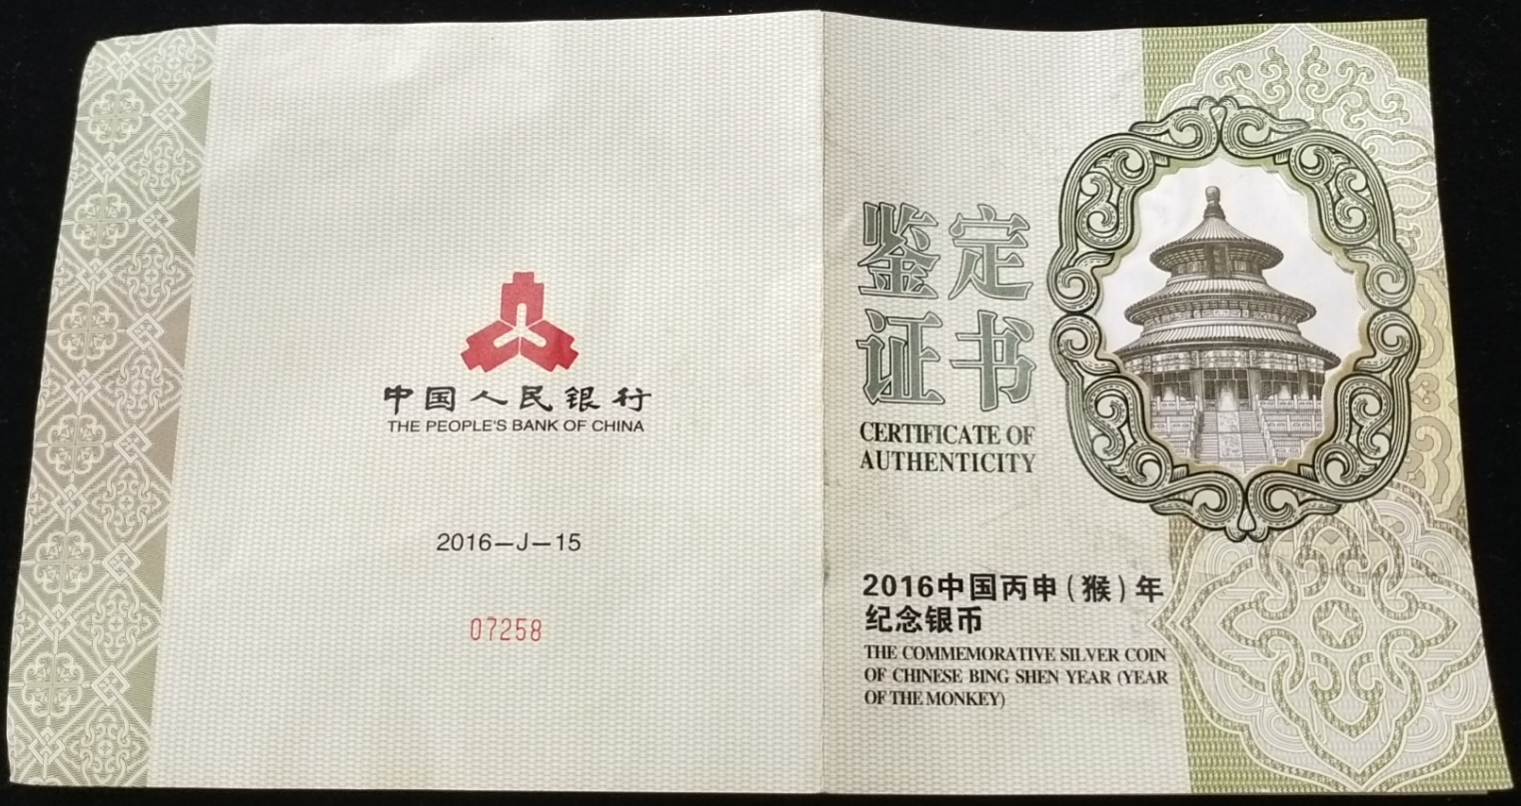 中国人民银行
THE PEOPLE'S BANK OF CHINA
2016—J—15
07258
鉴定
证书
CERTIFICATE OF
AUTHENTICITY
2016中国丙申(猴)年
纪念银币
THE COMMEMORATIVE SILVER COIN
OF CHINESE BING SHEN YEAR (YEAR
OF THE MONKEY)